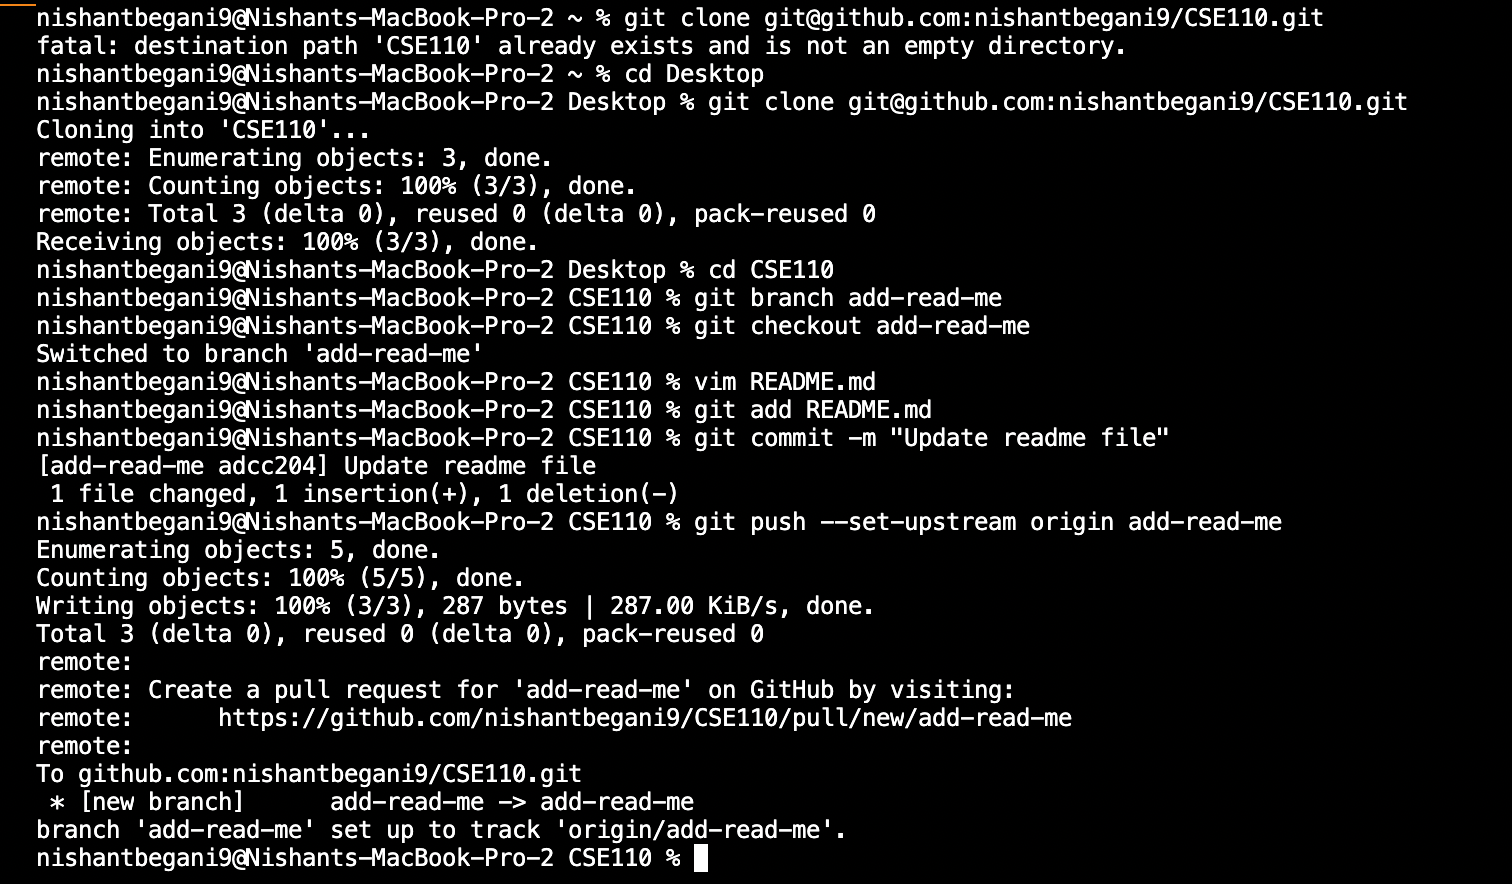 nishantbegani9@Nishants-MacBook-Pro-2 ~ % git clone git@github.com:nishantbegani9/CSE110.git
fatal: destination path 'CSE110' already exists and is not an empty directory.
nishantbegani9@Nishants-MacBook-Pro-2 ~ % cd Desktop
nishantbegani9@Nishants-MacBook-Pro-2 Desktop % git clone git@github.com:nishantbegani9/CSE110.git
Cloning into 'CSE110'...
remote: Enumerating objects: 3, done.
remote: Counting objects: 100% (3/3), done.
remote: Total 3 (delta 0), reused 0 (delta 0), pack-reused 0
Receiving objects: 100% (3/3), done.
nishantbegani9@Nishants-MacBook-Pro-2 Desktop % cd CSE110
nishantbegani9@Nishants-MacBook-Pro-2 CSE110 % git branch add-read-me
nishantbegani9@Nishants-MacBook-Pro-2 CSE110 % git checkout add-read-me
Switched to branch 'add-read-me'
nishantbegani9@Nishants-MacBook-Pro-2 CSE110 % vim README.md
nishantbegani9@Nishants-MacBook-Pro-2 CSE110 % git add README.md
nishantbegani9@Nishants-MacBook-Pro-2 CSE110 % git commit -m "Update readme file"
[add-read-me adcc204] Update readme file
 1 file changed, 1 insertion(+), 1 deletion(-)
nishantbegani9@Nishants-MacBook-Pro-2 CSE110 % git push --set-upstream origin add-read-me
Enumerating objects: 5, done.
Counting objects: 100% (5/5), done.
Writing objects: 100% (3/3), 287 bytes | 287.00 KiB/s, done.
Total 3 (delta 0), reused 0 (delta 0), pack-reused 0
remote:
remote: Create a pull request for 'add-read-me' on GitHub by visiting:
remote:      https://github.com/nishantbegani9/CSE110/pull/new/add-read-me
remote:
To github.com:nishantbegani9/CSE110.git
 * [new branch]      add-read-me -> add-read-me
branch 'add-read-me' set up to track 'origin/add-read-me'.
nishantbegani9@Nishants-MacBook-Pro-2 CSE110 %